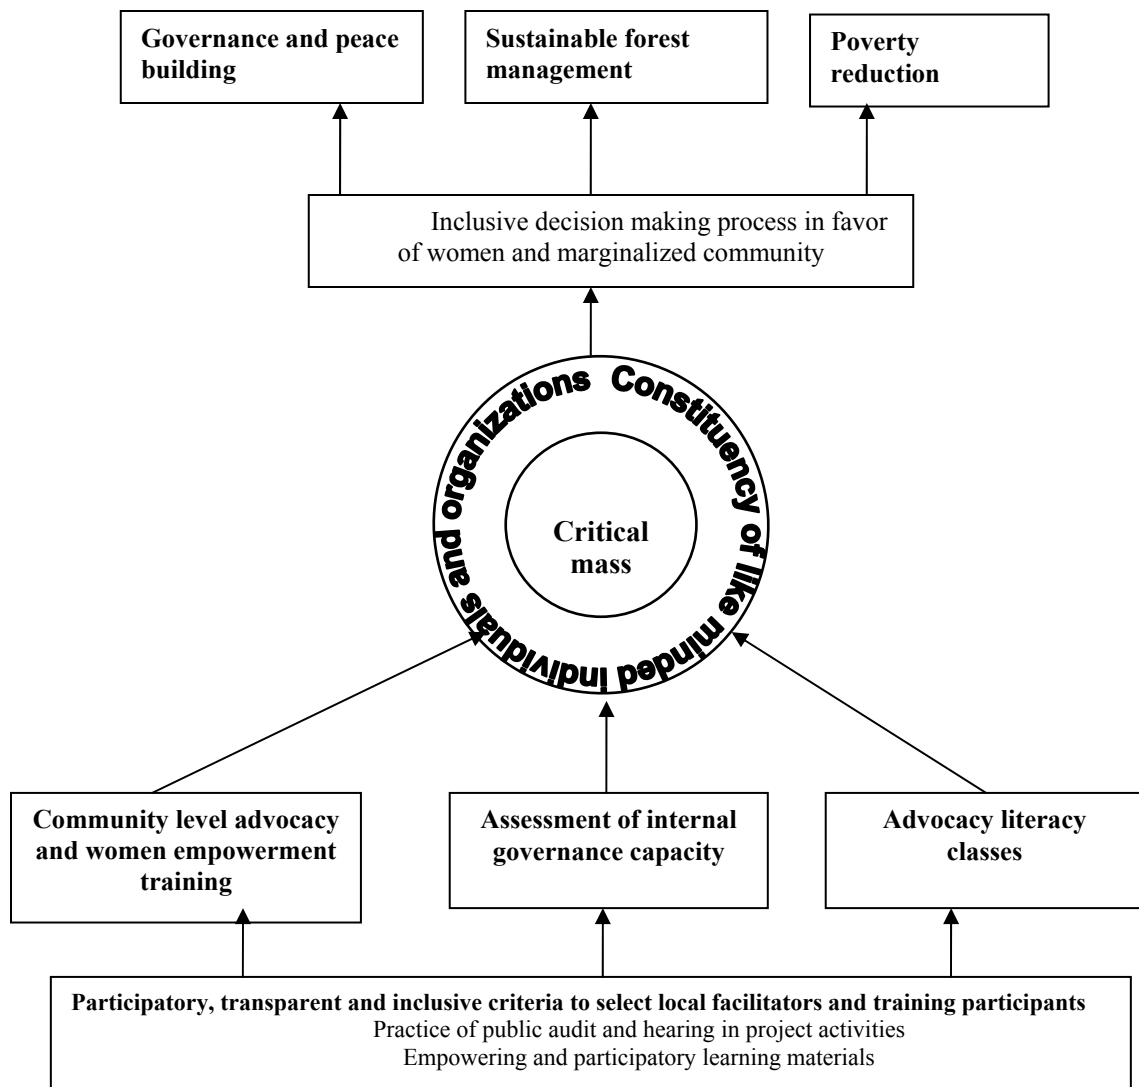 Governance and peace
building
Sustainable forest
management
Poverty
reduction
Inclusive decision making process in favor
of women and marginalized community
Constituency of like minded individuals and organizations
Critical
mass
Community level advocacy
and women empowerment
training
Assessment of internal
governance capacity
Advocacy literacy
classes
Participatory, transparent and inclusive criteria to select local facilitators and training participants
Practice of public audit and hearing in project activities
Empowering and participatory learning materials